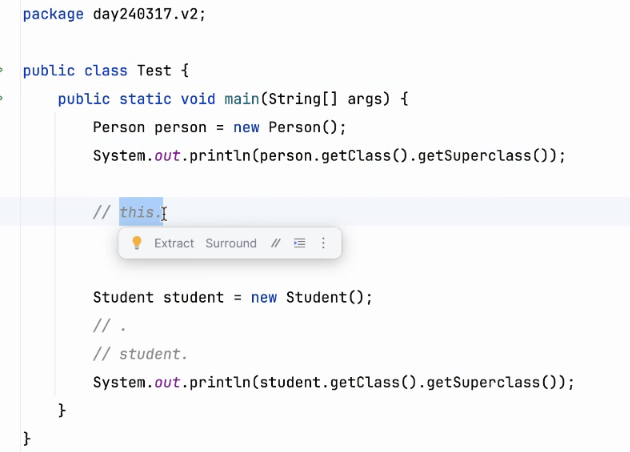 package day240317.v2;
public class Test {
public static void main(String[] args) {
Person person = new Person();
System.out.println(person.getClass().getSuperclass());
// this.
Extract Surround //
Student student = new Student();
// .
// student.
System.out.println(student.getClass().getSuperclass());
}
}